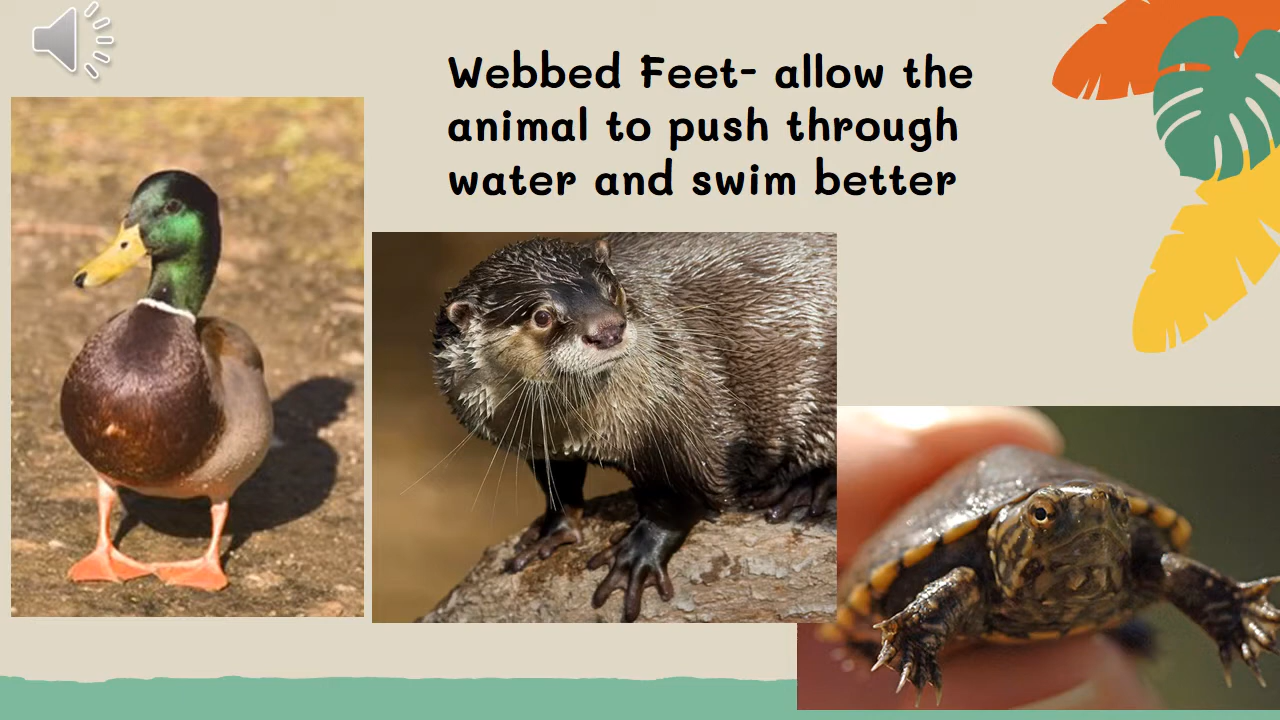 Webbed Feet- allow the
animal to push through
water and swim better